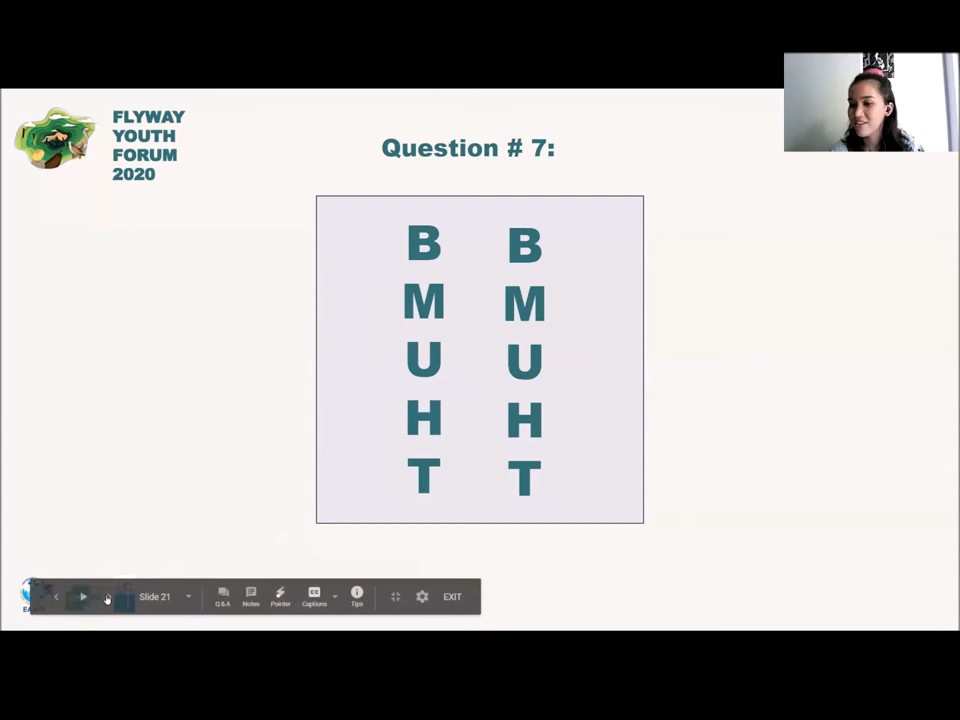 FLYWAY
YOUTH
FORUM
2020
Question # 7:
B B
M M
U U
H H
T T
Slide 21
Q & A
Notes
Pointer
Captions
Tips
EXIT